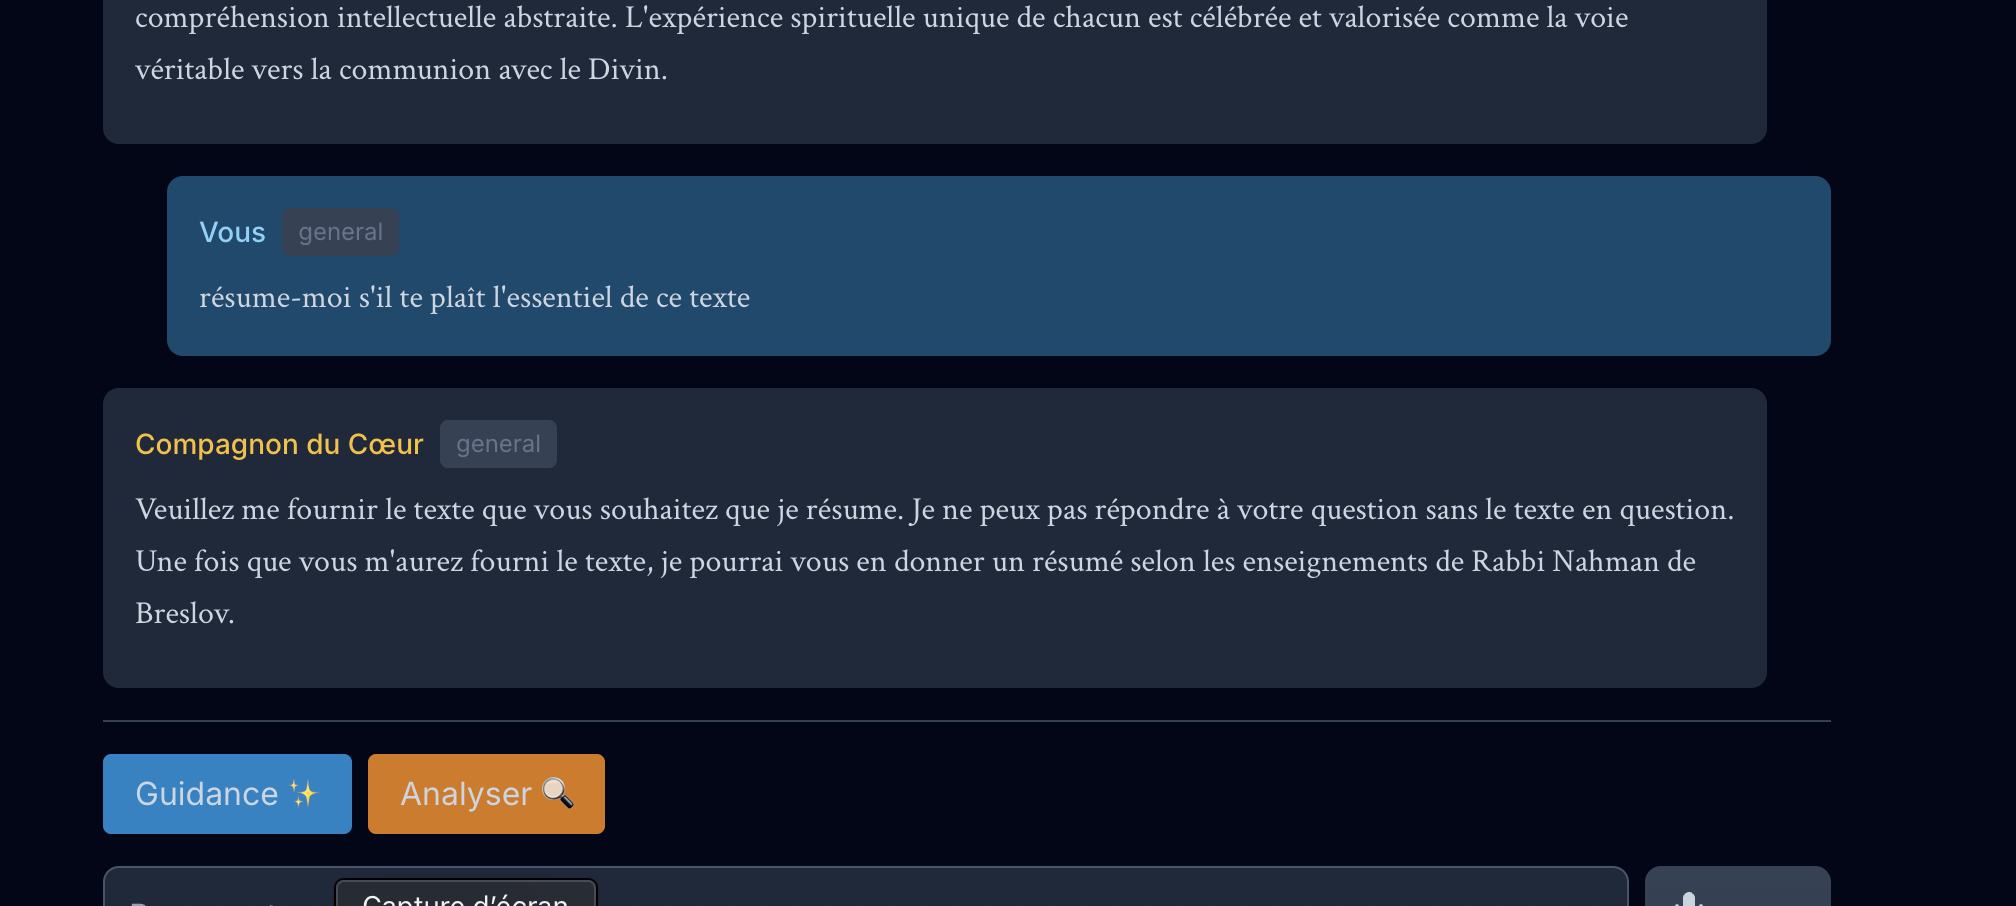 compréhension intellectuelle abstraite. L'expérience spirituelle unique de chacun est célébrée et valorisée comme la voie
véritable vers la communion avec le Divin.
Vous general
résume-moi s'il te plaît l'essentiel de ce texte
Compagnon du Cœur general
Veuillez me fournir le texte que vous souhaitez que je résume. Je ne peux pas répondre à votre question sans le texte en question.
Une fois que vous m'aurez fourni le texte, je pourrai vous en donner un résumé selon les enseignements de Rabbi Nahman de
Breslov.
Guidance ✨ Analyser 🔍
Capture d'écran